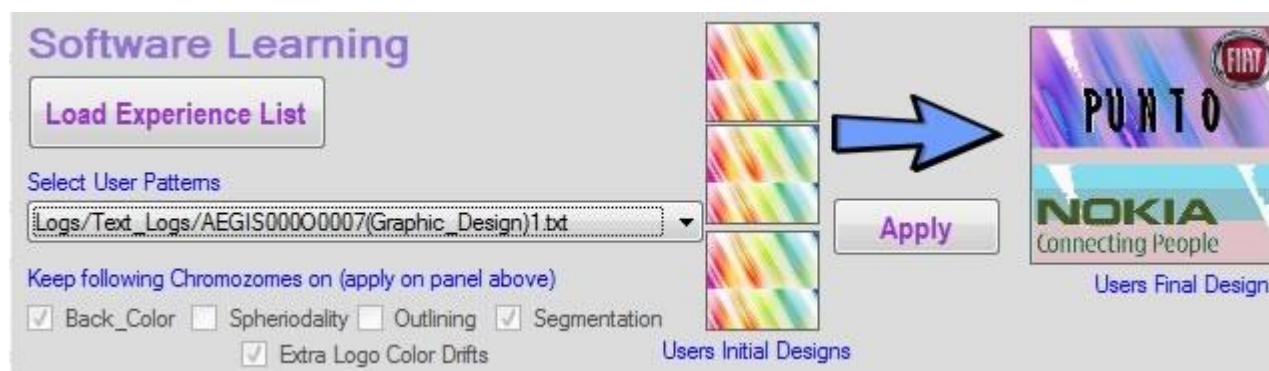 Software Learning
Load Experience List
Select User Patterns
Logs/Text_Logs/AEGIS000O0007(Graphic_Design)1.txt
Keep following Chromozomes on (apply on panel above)
Back_Color Spheriodality Outlining Segmentation
Extra Logo Color Drifts
Users Initial Designs
Apply
FIAT
PUNTO
NOKIA
Connecting People
Users Final Design